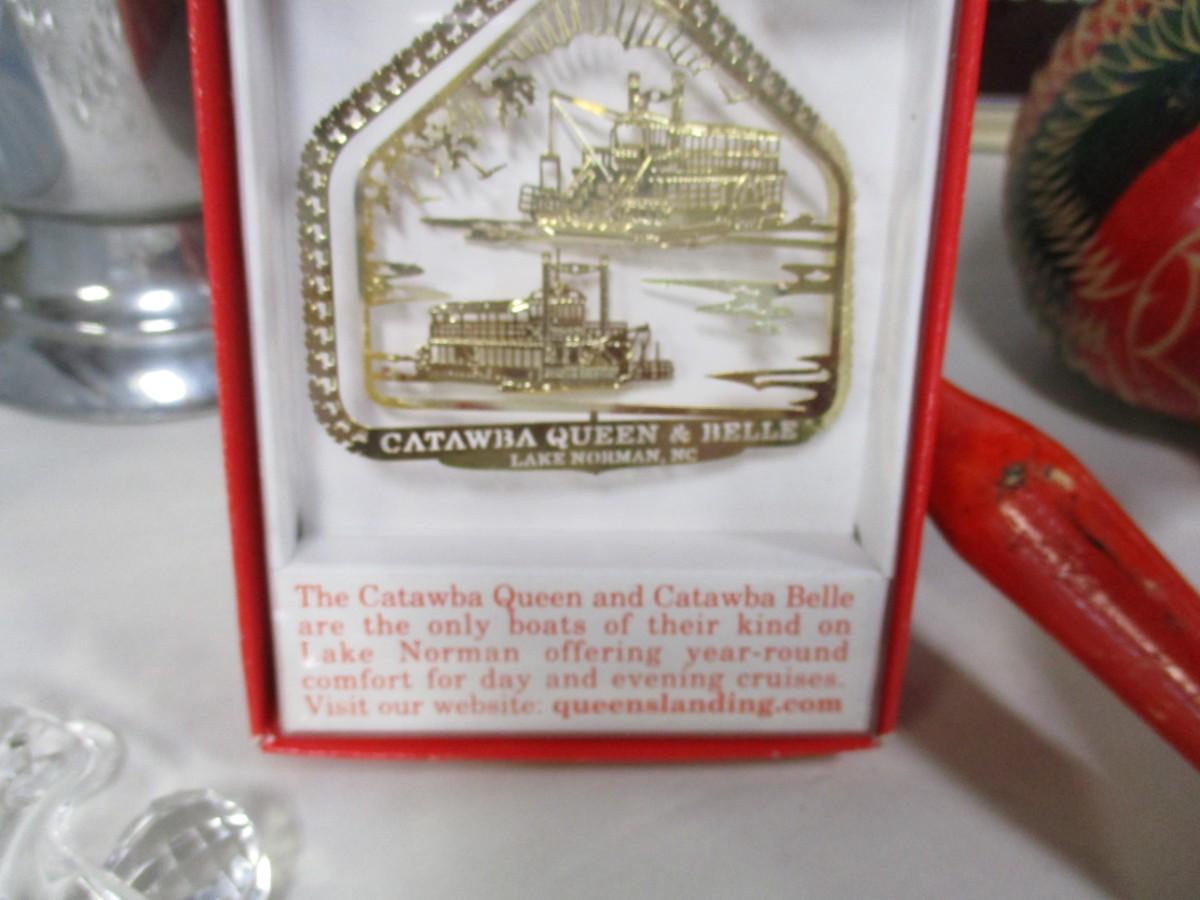 CATAWBA QUEEN & BELLE
LAKE NORMAN, NC
The Catawba Queen and Catawba Belle
are the only boats of their kind on
Lake Norman offering year-round
comfort for day and evening cruises.
Visit our website: queenslanding.com